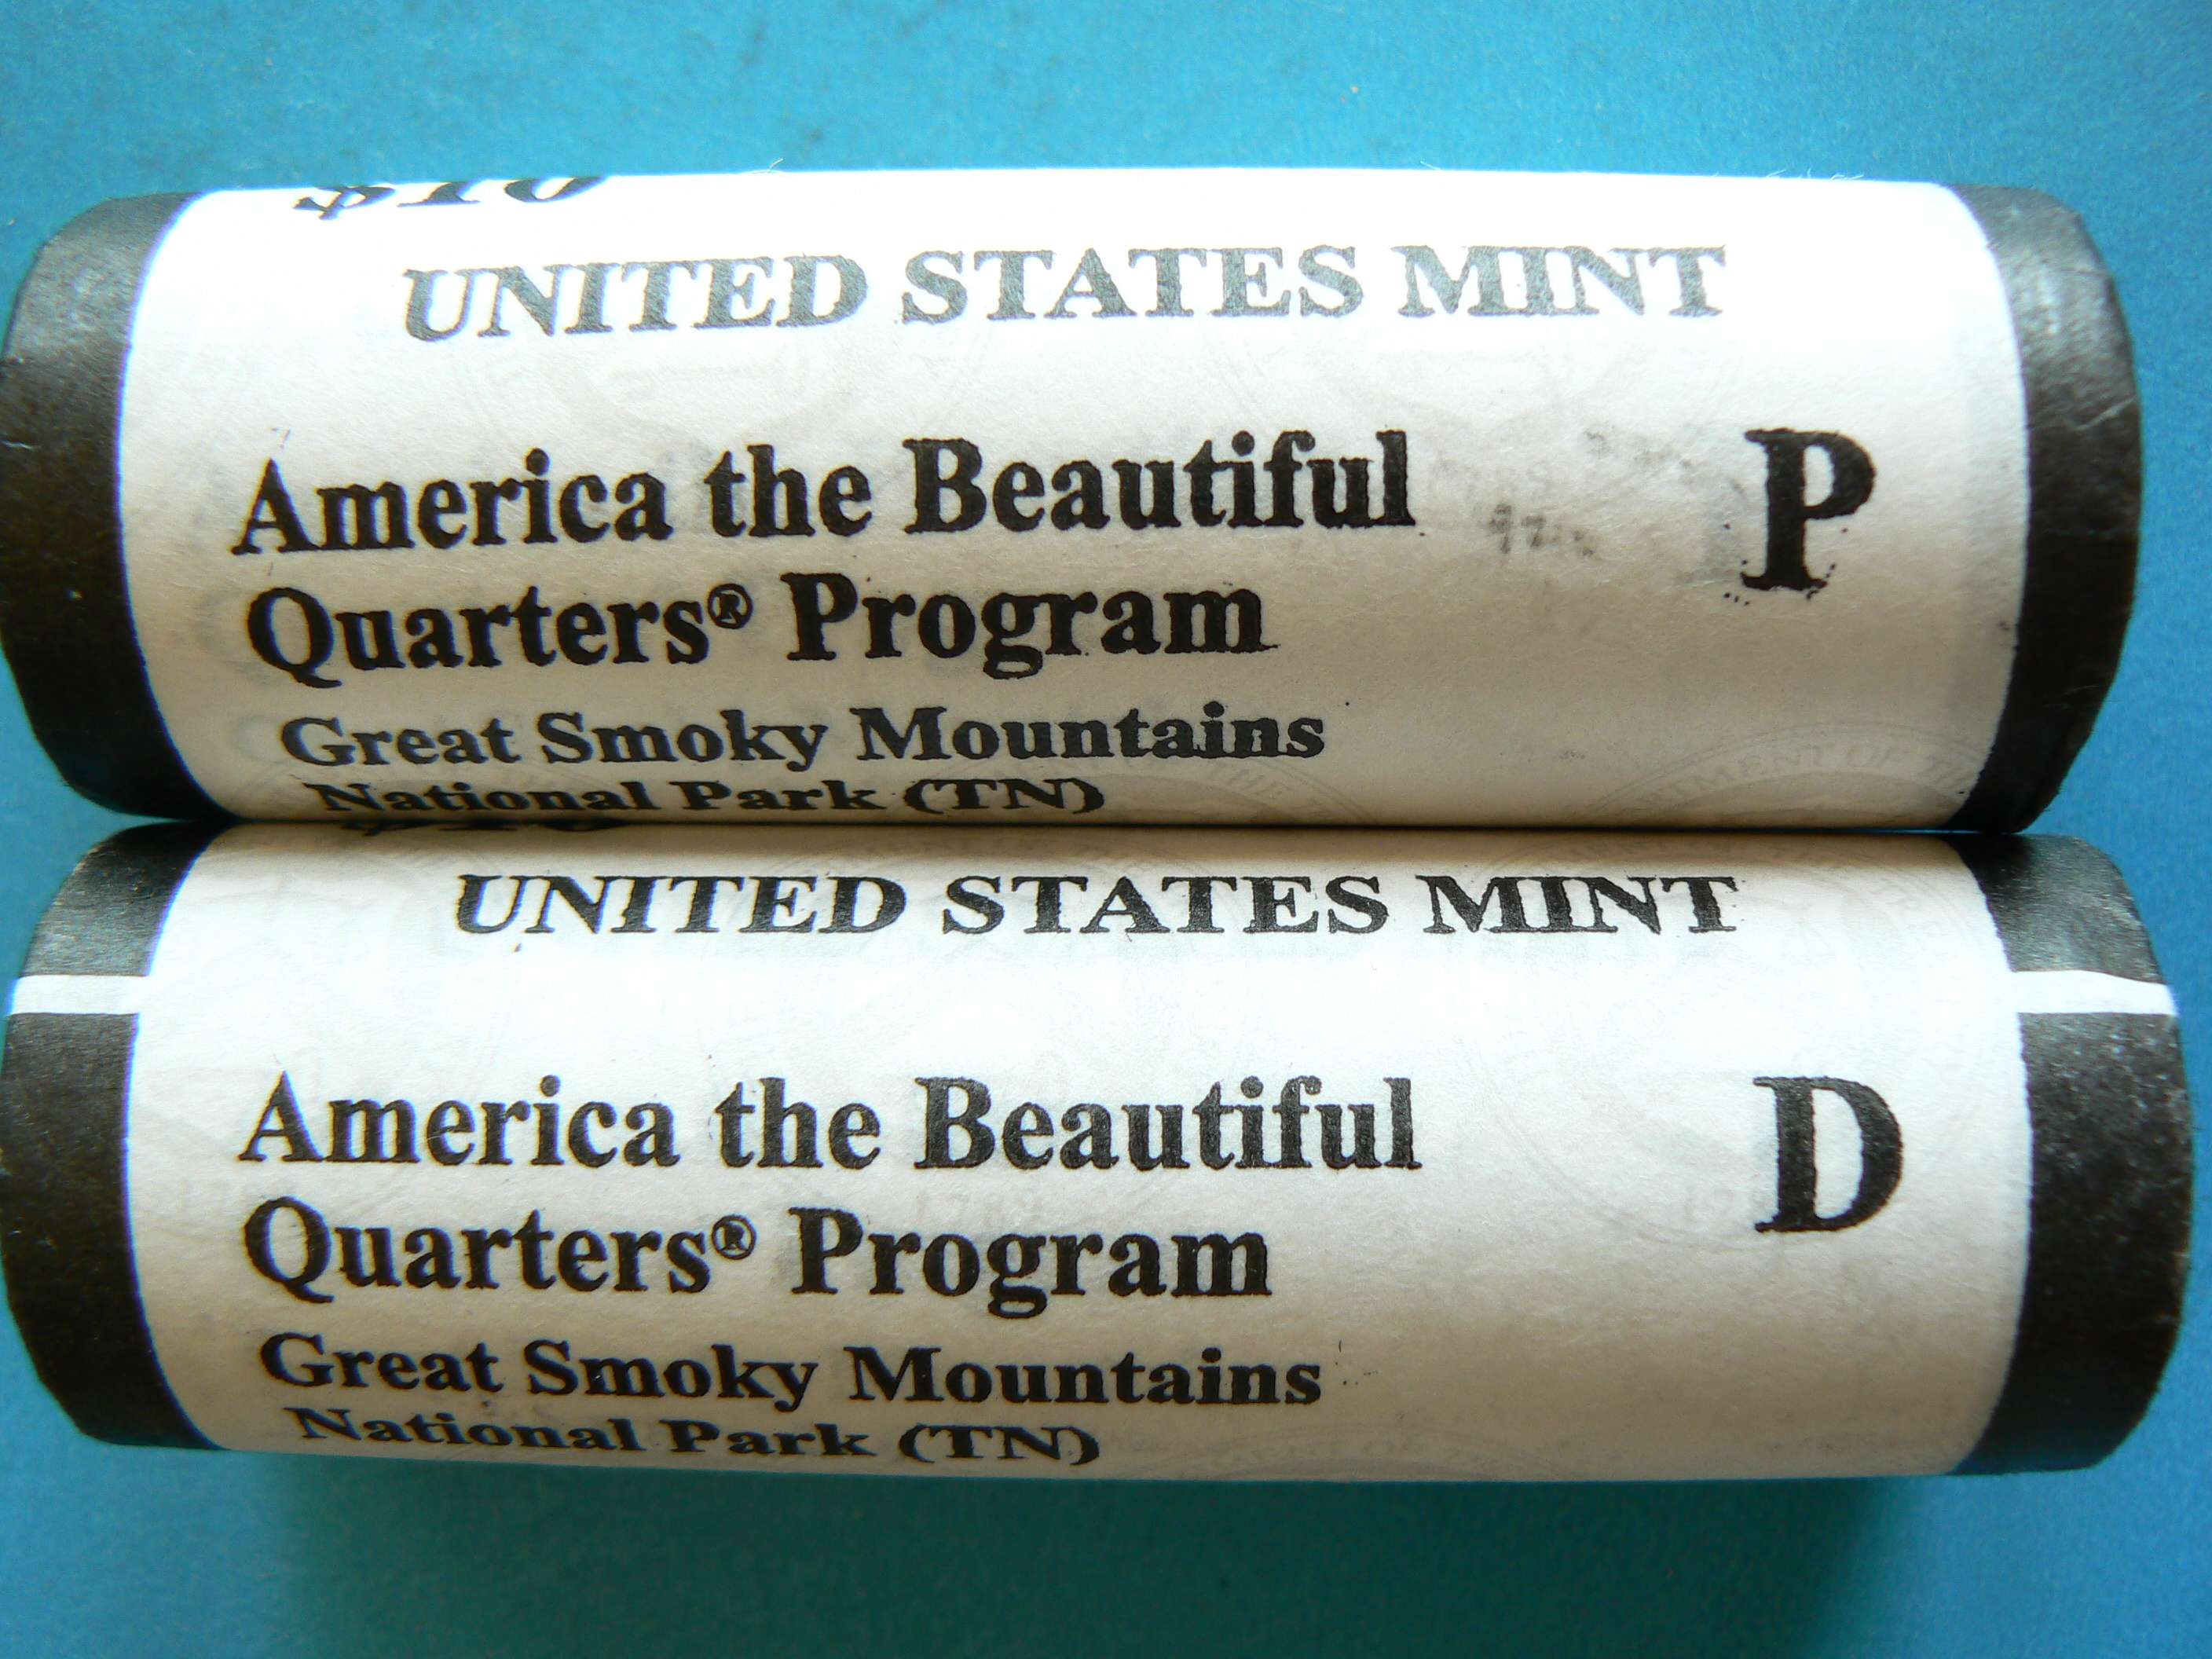 $10
UNITED STATES MINT
America the Beautiful
P
Quarters® Program
Great Smoky Mountains
National Park (TN)
UNITED STATES MINT
America the Beautiful
D
Quarters® Program
Great Smoky Mountains
National Park (TN)